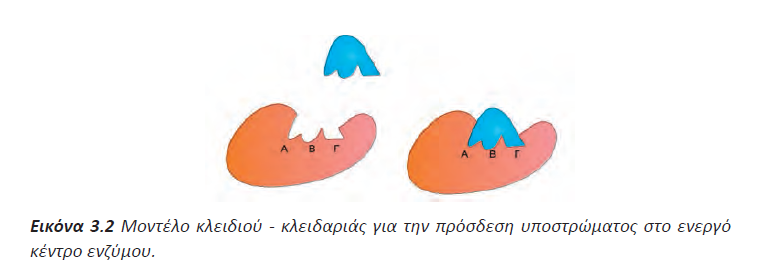 Α Β Γ
Α Β Γ
Εικόνα 3.2 Μοντέλο κλειδιού - κλειδαριάς για την πρόσδεση υποστρώματος στο ενεργό
κέντρο ενζύμου.